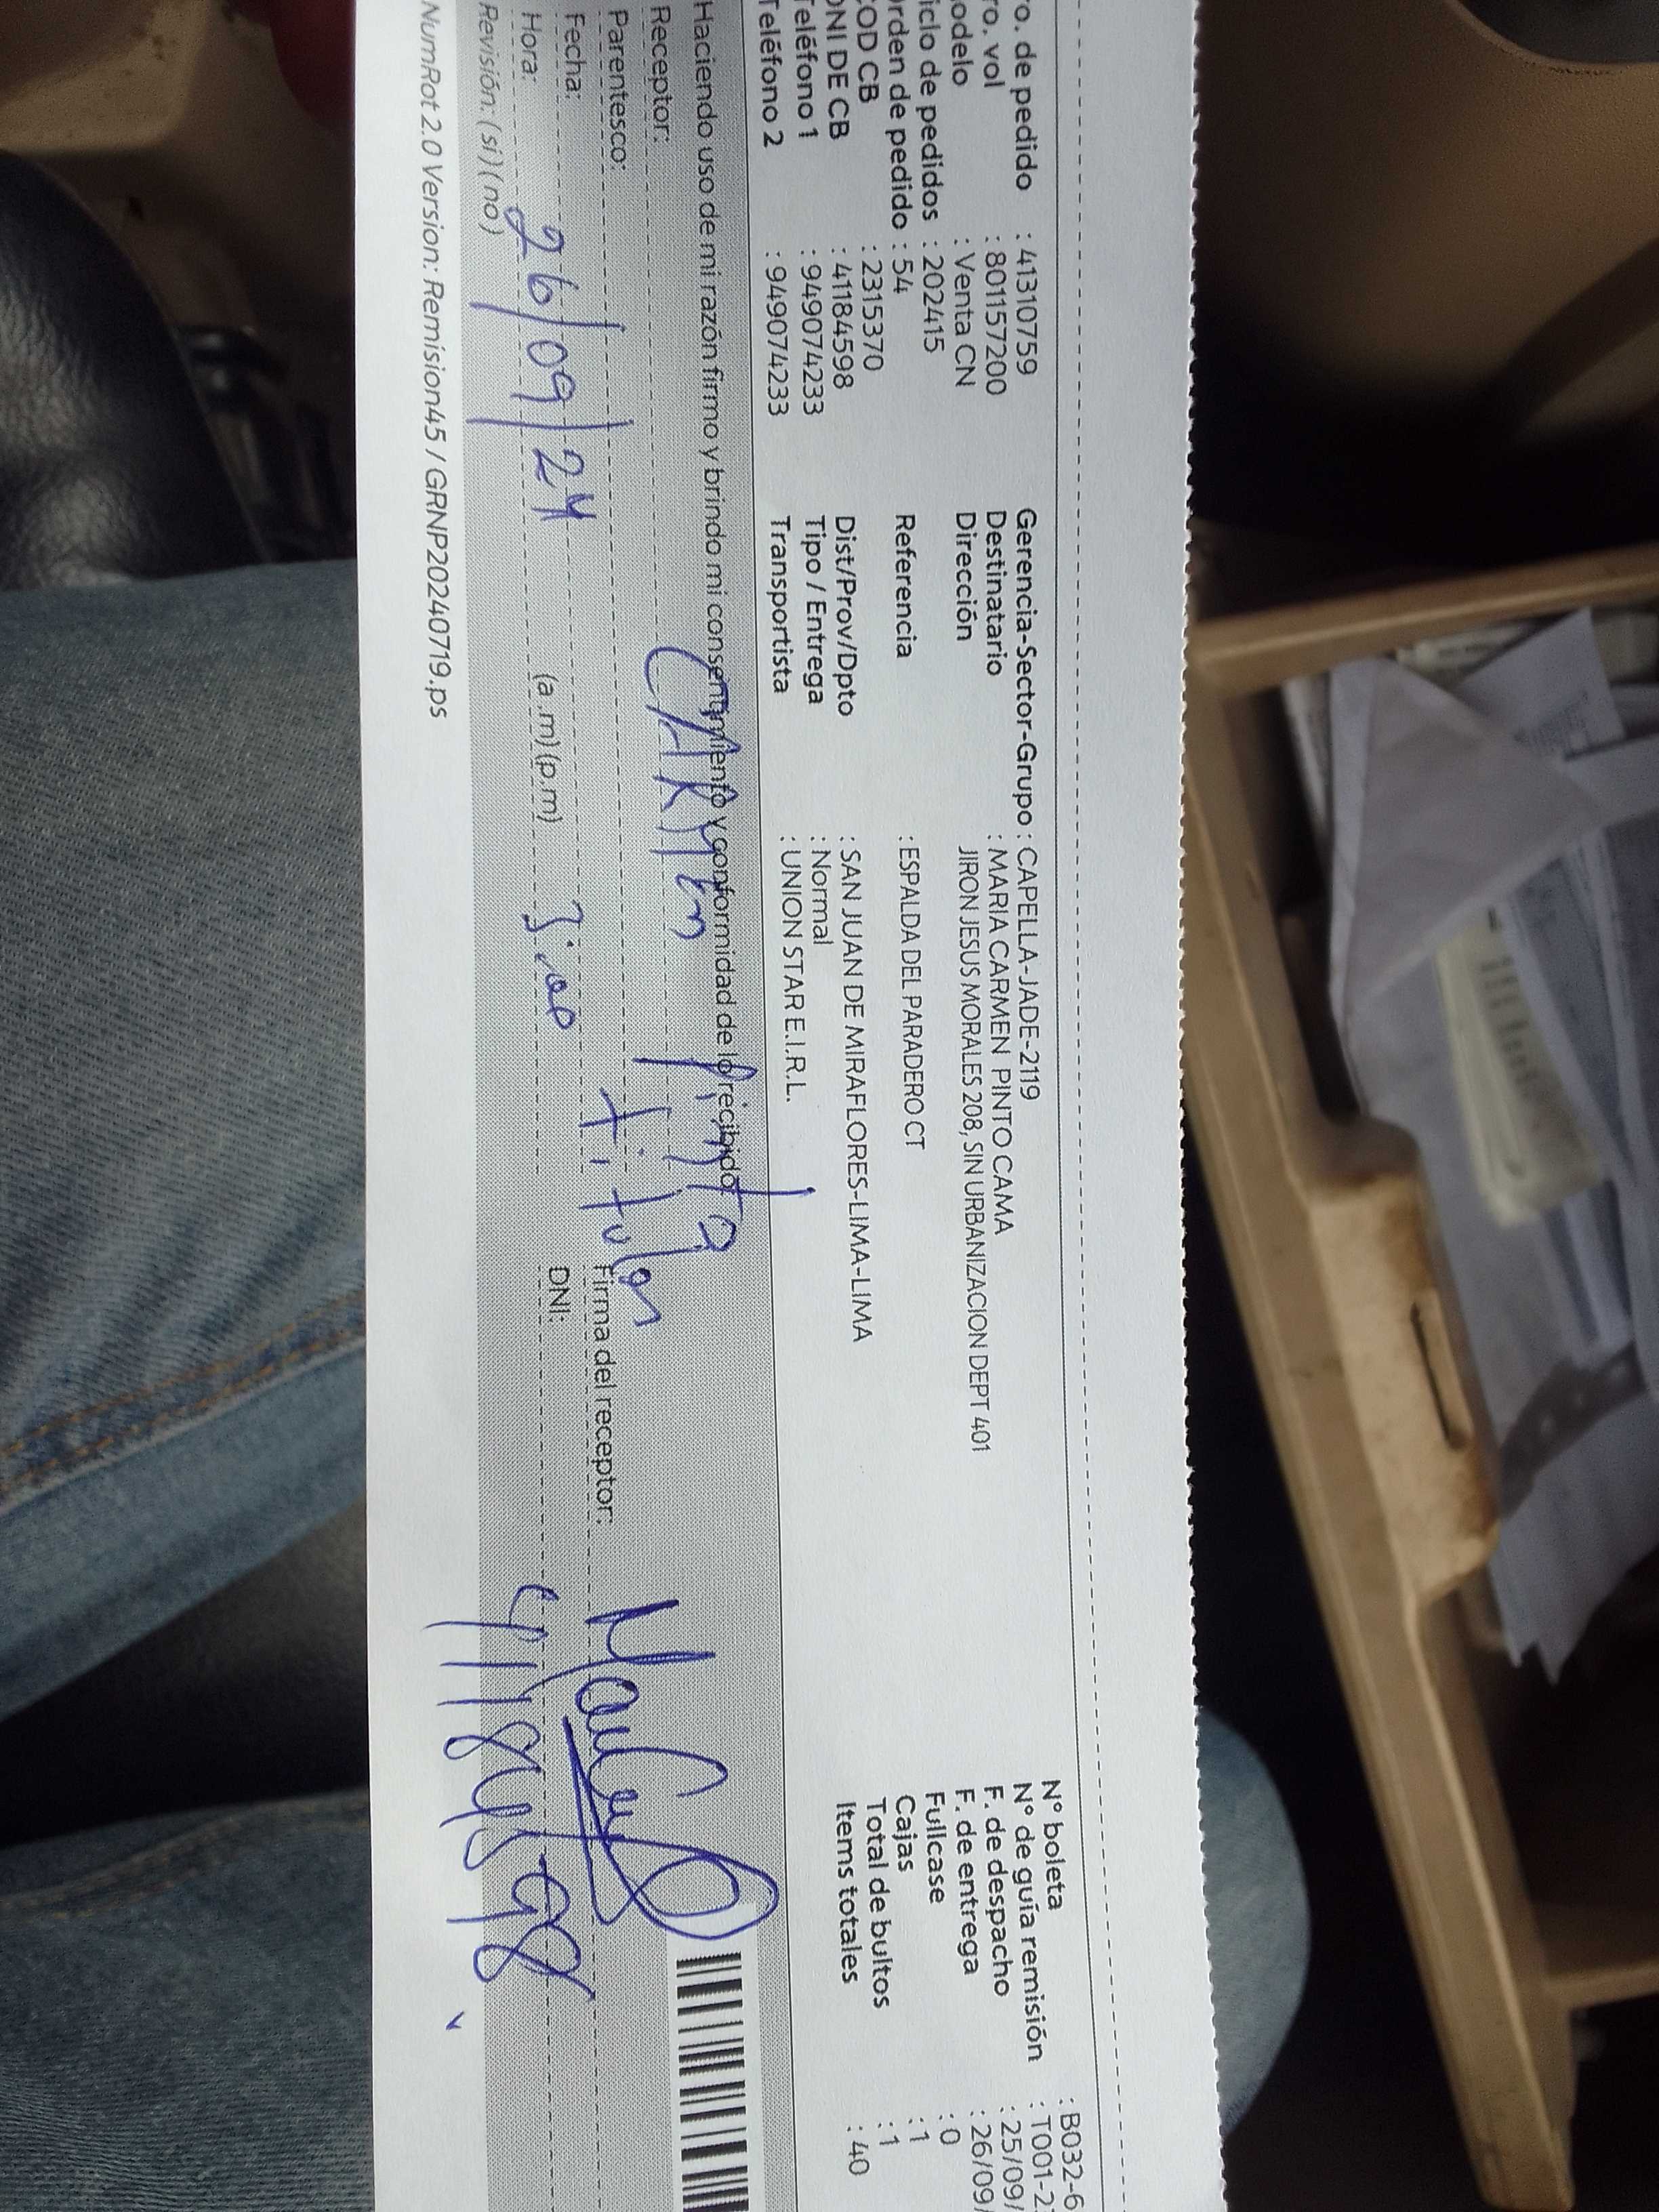 ro. de pedido : 41310759
ro. vol : 801157200
odelo : Venta CN
iclo de pedidos : 202415
rden de pedido : 54
COD CB : 2315370
DNI DE CB : 41184598
Teléfono 1 : 949074233
Teléfono 2 : 949074233
Gerencia-Sector-Grupo : CAPELLA-JADE-2119
Destinatario : MARIA CARMEN PINTO CAMA
Dirección JIRON JESUS MORALES 208, SIN URBANIZACION DEPT 401
Referencia : ESPALDA DEL PARADERO CT
Dist/Prov/Dpto : SAN JUAN DE MIRAFLORES-LIMA-LIMA
Tipo / Entrega : Normal
Transportista : UNION STAR E.I.R.L.
N° boleta : B032-6
N° de guía remisión : T001-2
F. de despacho : 25/09/
F. de entrega : 26/09/
Fullcase : 0
Cajas : 1
Total de bultos : 1
Items totales : 40
Haciendo uso de mi razón firmo y brindo mi consentimiento y conformidad de lo recibido
Receptor: CARMEN Pinto
Parentesco: titular
Firma del receptor:
Fecha: 26/09/24
DNI: 41184598
Hora: (a.m)(p.m) 3:00
Revisión: (si)(no)
NumRot 2.0 Version: Remision45 / GRNP20240719.ps